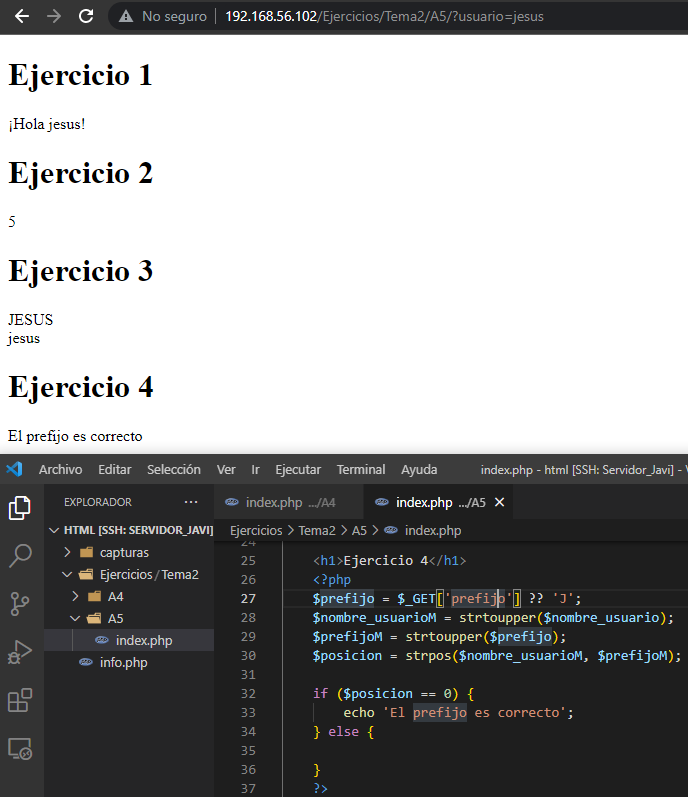 No seguro | 192.168.56.102/Ejercicios/Tema2/A5/?usuario=jesus
Ejercicio 1
¡Hola jesus!
Ejercicio 2
5
Ejercicio 3
JESUS
jesus
Ejercicio 4
El prefijo es correcto
Archivo Editar Selección Ver Ir Ejecutar Terminal Ayuda index.php - html [SSH: Servidor_Javi] - V
EXPLORADOR ···
index.php .../A4
index.php .../A5
HTML [SSH: SERVIDOR_JAVI]
capturas
Ejercicios / Tema2
A4
A5
index.php
info.php
Ejercicios > Tema2 > A5 > index.php
24
25 <h1>Ejercicio 4</h1>
26 <?php
27 $prefijo = $_GET['prefijo'] ?? 'J';
28 $nombre_usuarioM = strtoupper($nombre_usuario);
29 $prefijoM = strtoupper($prefijo);
30 $posicion = strpos($nombre_usuarioM, $prefijoM);
31
32 if ($posicion == 0) {
33 echo 'El prefijo es correcto';
34 } else {
35
36 }
37 ?>